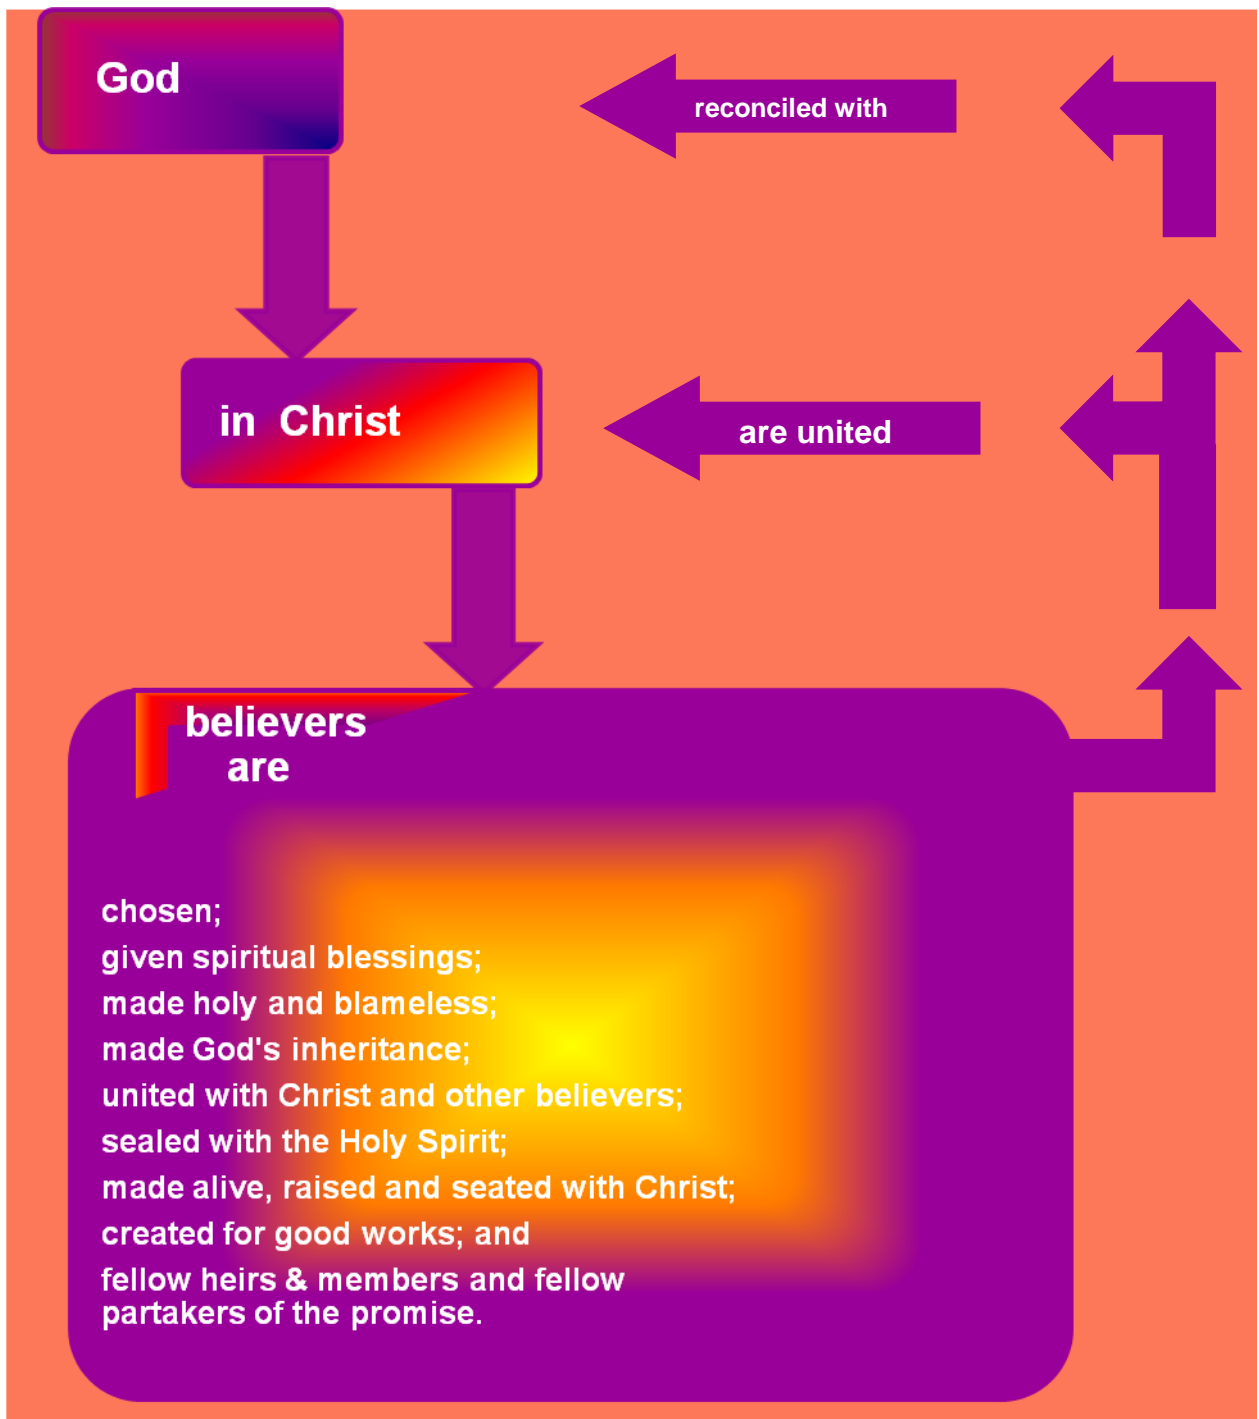 God
reconciled with
in Christ
are united
believers
are
chosen;
given spiritual blessings;
made holy and blameless;
made God's inheritance;
united with Christ and other believers;
sealed with the Holy Spirit;
made alive, raised and seated with Christ;
created for good works; and
fellow heirs & members and fellow
partakers of the promise.